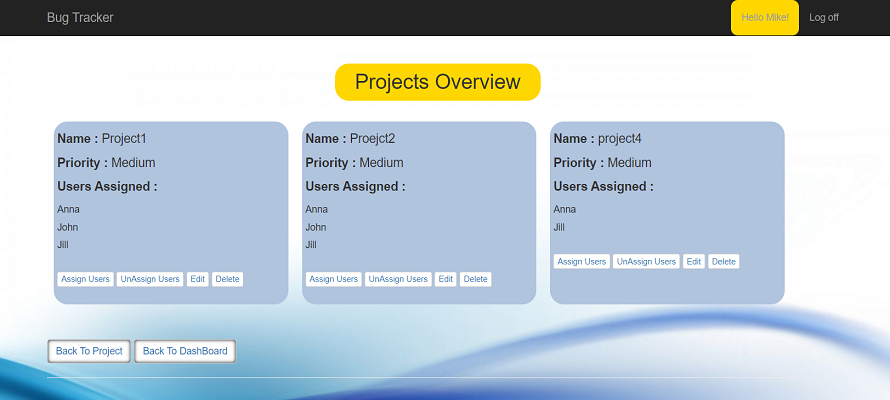 Bug Tracker
Hello Mike!
Log off
Projects Overview
Name : Project1
Priority : Medium
Users Assigned :
Anna
John
Jill
Assign Users UnAssign Users Edit Delete
Name : Proejct2
Priority : Medium
Users Assigned :
Anna
John
Jill
Assign Users UnAssign Users Edit Delete
Name : project4
Priority : Medium
Users Assigned :
Anna
Jill
Assign Users UnAssign Users Edit Delete
Back To Project Back To DashBoard